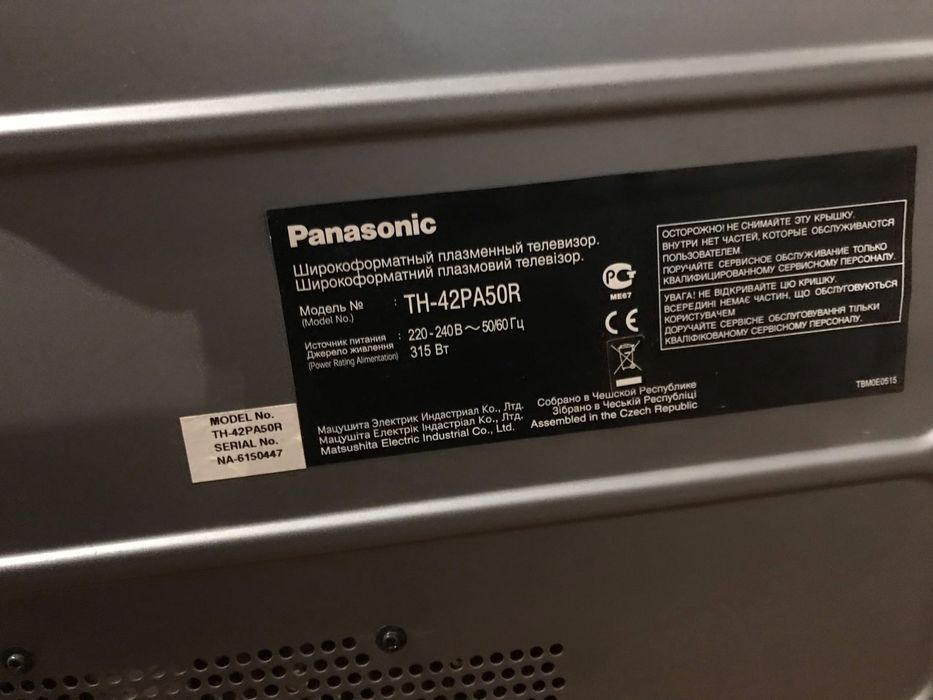 Panasonic
Широкоформатный плазменный телевизор.
Широкоформатний плазмовий телевізор.
Модель №
(Model No.)
: TH-42PA50R
Источник питания
Джерело живлення
(Power Rating Alimentation)
: 220-240В ~ 50/60 Гц
315 Вт
Мацушита Электрик Индастриал Ко., Лтд.
Мацушіта Електрік Індастріал Ко., Лтд.
Matsushita Electric Industrial Co., Ltd.
Собрано в Чешской Республике
Зібрано в Чеській Республіці
Assembled in the Czech Republic
РСТ
ME67
CE
ОСТОРОЖНО! НЕ СНИМАЙТЕ ЭТУ КРЫШКУ.
ВНУТРИ НЕТ ЧАСТЕЙ, КОТОРЫЕ ОБСЛУЖИВАЮТСЯ
ПОЛЬЗОВАТЕЛЕМ.
ПОРУЧАЙТЕ СЕРВИСНОЕ ОБСЛУЖИВАНИЕ ТОЛЬКО
КВАЛИФИЦИРОВАННОМУ СЕРВИСНОМУ ПЕРСОНАЛУ.
УВАГА! НЕ ВІДКРИВАЙТЕ ЦЮ КРИШКУ.
ВСЕРЕДИНІ НЕМАЄ ЧАСТИН, ЩО ОБСЛУГОВУЮТЬСЯ
КОРИСТУВАЧЕМ
ДОРУЧАЙТЕ СЕРВІСНЕ ОБСЛУГОВУВАННЯ ТІЛЬКИ
КВАЛІФІКОВАНОМУ СЕРВІСНОМУ ПЕРСОНАЛУ.
TBM0E0515
MODEL No.
TH-42PA50R
SERIAL No.
NA-6150447